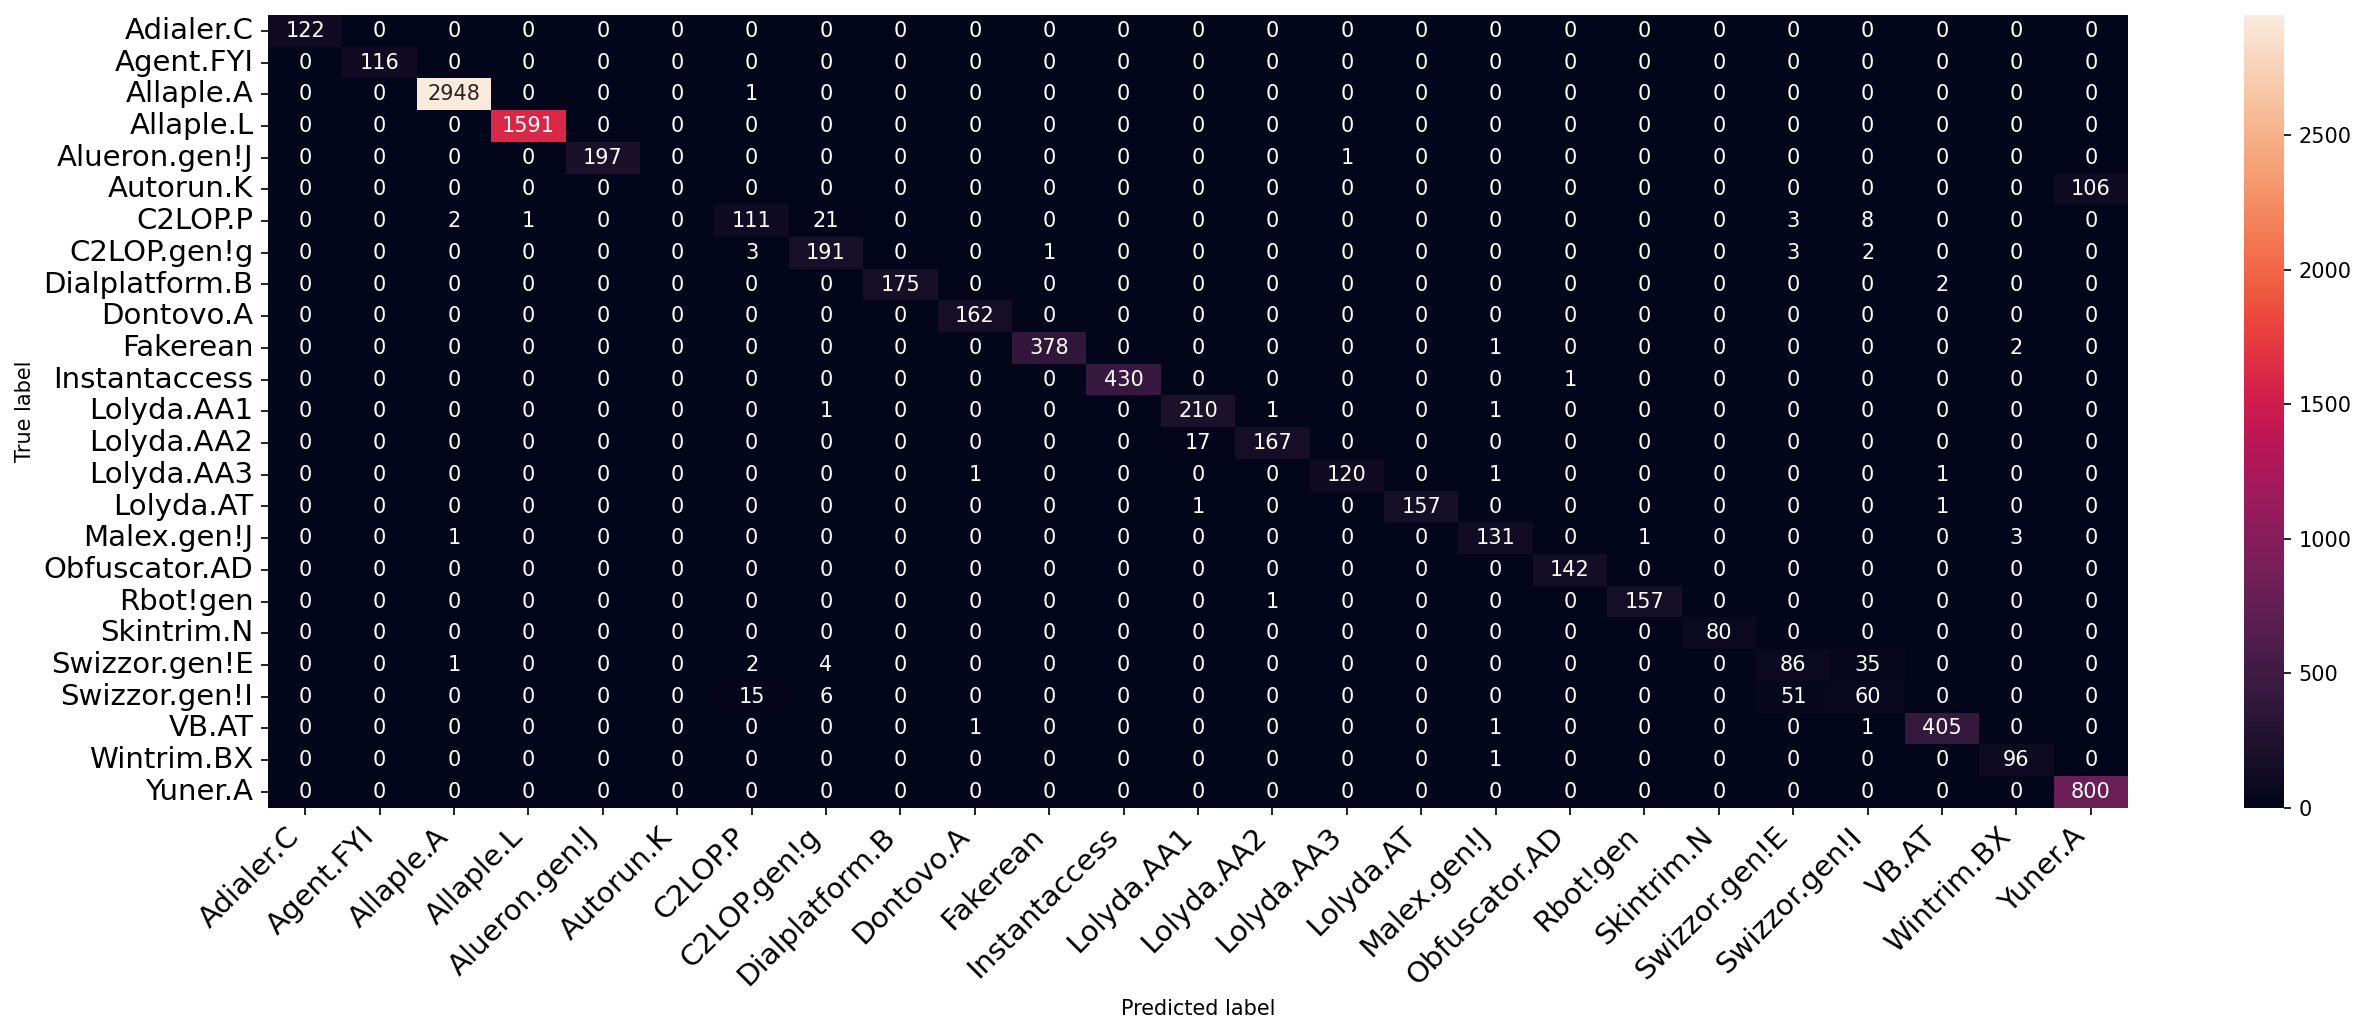 Adialer.C 122 0 0 0 0 0 0 0 0 0 0 0 0 0 0 0 0 0 0 0 0 0 0 0 0
Agent.FYI 0 116 0 0 0 0 0 0 0 0 0 0 0 0 0 0 0 0 0 0 0 0 0 0 0
Allaple.A 0 0 2948 0 0 0 1 0 0 0 0 0 0 0 0 0 0 0 0 0 0 0 0 0 0
Allaple.L 0 0 0 1591 0 0 0 0 0 0 0 0 0 0 0 0 0 0 0 0 0 0 0 0 0
Alueron.gen!J 0 0 0 0 197 0 0 0 0 0 0 0 0 0 1 0 0 0 0 0 0 0 0 0 0
Autorun.K 0 0 0 0 0 0 0 0 0 0 0 0 0 0 0 0 0 0 0 0 0 0 0 0 106
C2LOP.P 0 0 2 1 0 0 111 21 0 0 0 0 0 0 0 0 0 0 0 0 3 8 0 0 0
C2LOP.gen!g 0 0 0 0 0 0 3 191 0 0 1 0 0 0 0 0 0 0 0 0 3 2 0 0 0
Dialplatform.B 0 0 0 0 0 0 0 0 175 0 0 0 0 0 0 0 0 0 0 0 0 0 2 0 0
Dontovo.A 0 0 0 0 0 0 0 0 0 162 0 0 0 0 0 0 0 0 0 0 0 0 0 0 0
Fakerean 0 0 0 0 0 0 0 0 0 0 378 0 0 0 0 0 1 0 0 0 0 0 0 2 0
Instantaccess 0 0 0 0 0 0 0 0 0 0 0 430 0 0 0 0 0 1 0 0 0 0 0 0 0
Lolyda.AA1 0 0 0 0 0 0 0 1 0 0 0 0 210 1 0 0 1 0 0 0 0 0 0 0 0
Lolyda.AA2 0 0 0 0 0 0 0 0 0 0 0 0 17 167 0 0 0 0 0 0 0 0 0 0 0
Lolyda.AA3 0 0 0 0 0 0 0 0 0 1 0 0 0 0 120 0 1 0 0 0 0 0 1 0 0
Lolyda.AT 0 0 0 0 0 0 0 0 0 0 0 0 1 0 0 157 0 0 0 0 0 0 1 0 0
Malex.gen!J 0 0 1 0 0 0 0 0 0 0 0 0 0 0 0 0 131 0 1 0 0 0 0 3 0
Obfuscator.AD 0 0 0 0 0 0 0 0 0 0 0 0 0 0 0 0 0 142 0 0 0 0 0 0 0
Rbot!gen 0 0 0 0 0 0 0 0 0 0 0 0 0 1 0 0 0 0 157 0 0 0 0 0 0
Skintrim.N 0 0 0 0 0 0 0 0 0 0 0 0 0 0 0 0 0 0 0 80 0 0 0 0 0
Swizzor.gen!E 0 0 1 0 0 0 2 4 0 0 0 0 0 0 0 0 0 0 0 0 86 35 0 0 0
Swizzor.gen!I 0 0 0 0 0 0 15 6 0 0 0 0 0 0 0 0 0 0 0 0 51 60 0 0 0
VB.AT 0 0 0 0 0 0 0 0 0 1 0 0 0 0 0 0 1 0 0 0 0 1 405 0 0
Wintrim.BX 0 0 0 0 0 0 0 0 0 0 0 0 0 0 0 0 1 0 0 0 0 0 0 96 0
Yuner.A 0 0 0 0 0 0 0 0 0 0 0 0 0 0 0 0 0 0 0 0 0 0 0 0 800
True label
Adialer.C Agent.FYI Allaple.A Allaple.L Alueron.gen!J Autorun.K C2LOP.P C2LOP.gen!g Dialplatform.B Dontovo.A Fakerean Instantaccess Lolyda.AA1 Lolyda.AA2 Lolyda.AA3 Lolyda.AT Malex.gen!J Obfuscator.AD Rbot!gen Skintrim.N Swizzor.gen!E Swizzor.gen!I VB.AT Wintrim.BX Yuner.A
Predicted label
2500
2000
1500
1000
500
0